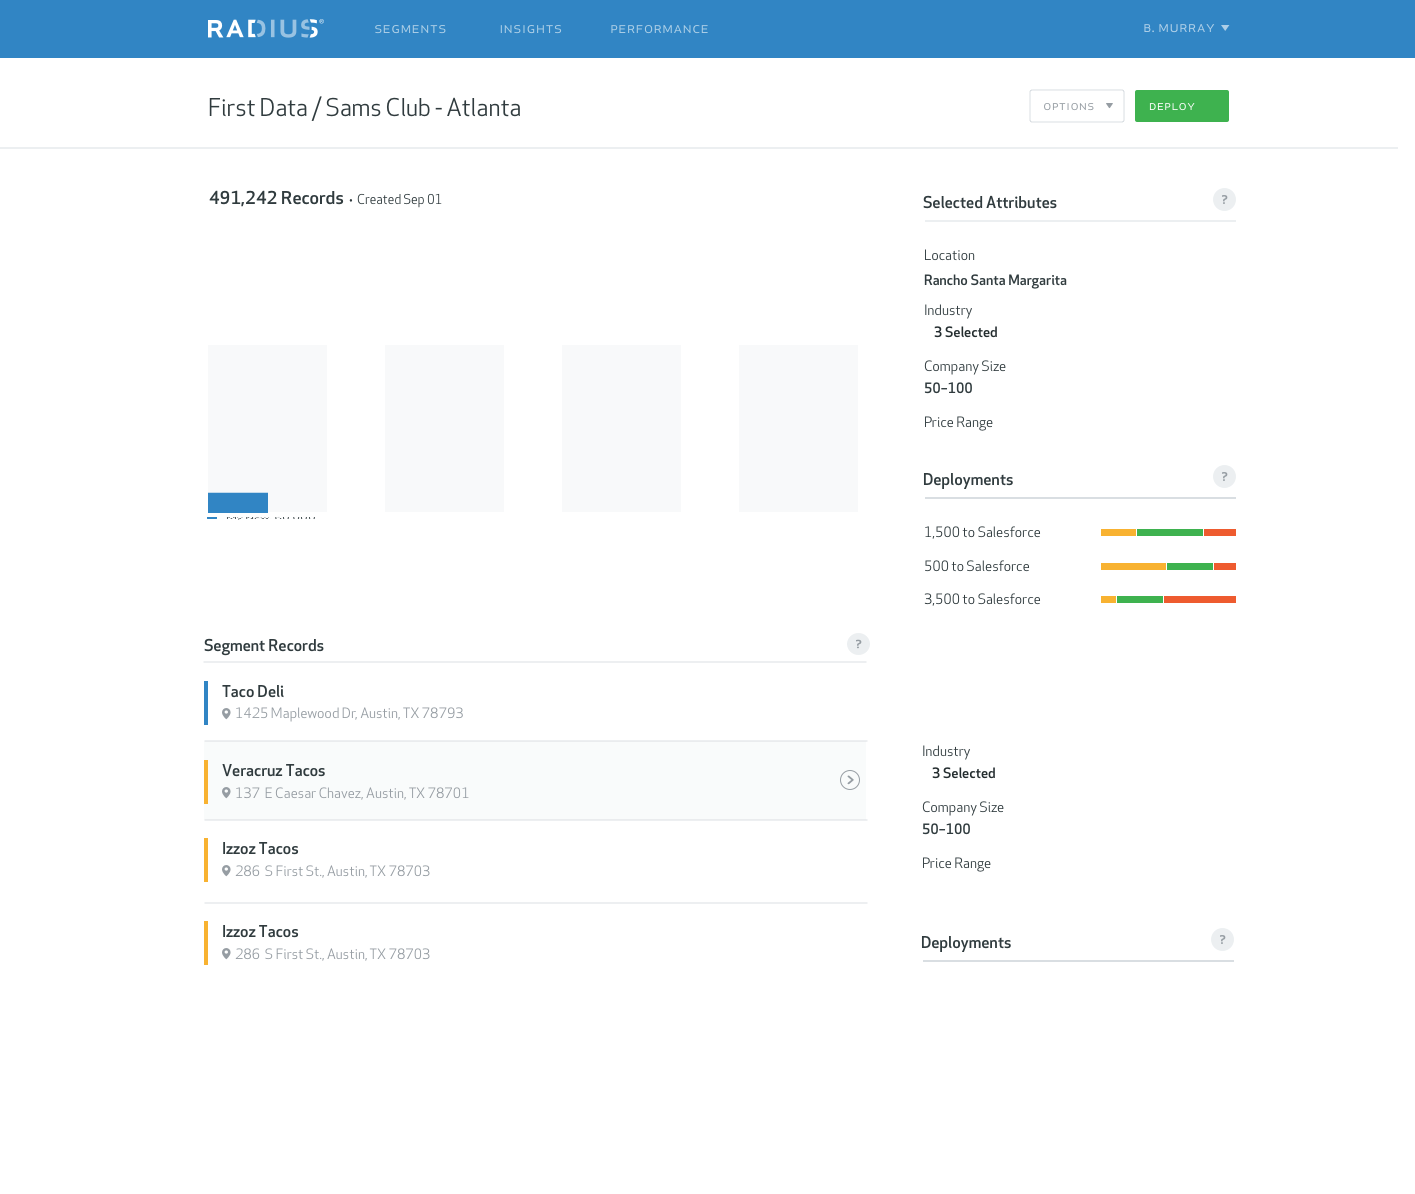 RADIUS®
SEGMENTS
INSIGHTS
PERFORMANCE
B. MURRAY
First Data / Sams Club - Atlanta
OPTIONS
DEPLOY
491,242 Records · Created Sep 01
Selected Attributes
?
Location
Rancho Santa Margarita
Industry
3 Selected
Company Size
50–100
Price Range
Deployments
?
1,500 to Salesforce
500 to Salesforce
3,500 to Salesforce
Segment Records
?
Taco Deli
1425 Maplewood Dr, Austin, TX 78793
Veracruz Tacos
137 E Caesar Chavez, Austin, TX 78701
Izzoz Tacos
286 S First St., Austin, TX 78703
Izzoz Tacos
286 S First St., Austin, TX 78703
Industry
3 Selected
Company Size
50–100
Price Range
Deployments
?